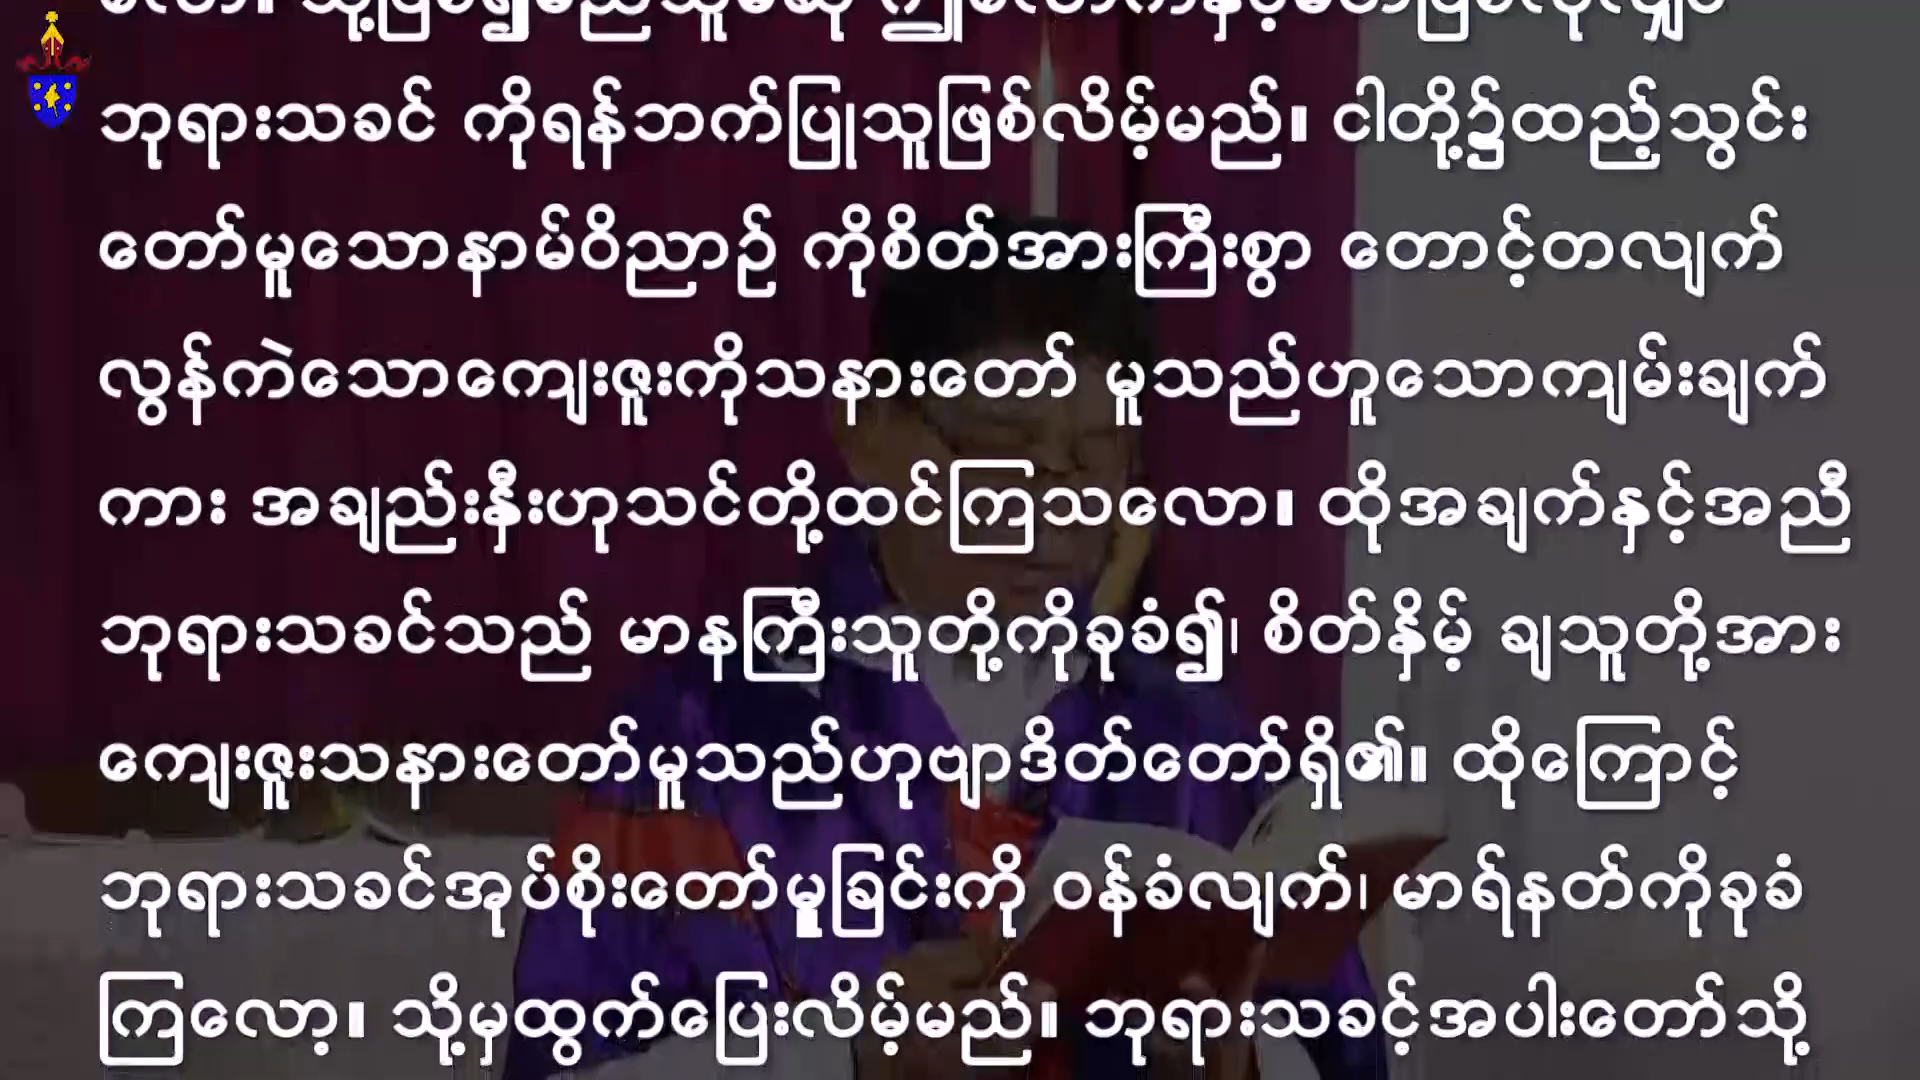 ဘုရားသခင် ကိုရန်ဘက်ပြုသူဖြစ်လိမ့်မည်။ ငါတို့၌ထည့်သွင်း
တော်မူသောနာမ်ဝိညာဉ် ကိုစိတ်အားကြီးစွာ တောင့်တလျက်
လွန်ကဲသောကျေးဇူးကိုသနားတော် မူသည်ဟူသောကျမ်းချက်
ကား အချည်းနှီးဟုသင်တို့ထင်ကြသလော။ ထိုအချက်နှင့်အညီ
ဘုရားသခင်သည် မာနကြီးသူတို့ကိုခုခံ၍၊ စိတ်နှိမ့် ချသူတို့အား
ကျေးဇူးသနားတော်မူသည်ဟုဗျာဒိတ်တော်ရှိ၏။ ထိုကြောင့်
ဘုရားသခင်အုပ်စိုးတော်မူခြင်းကို ဝန်ခံလျက်၊ မာရ်နတ်ကိုခုခံ
ကြလော့။ သို့မှထွက်ပြေးလိမ့်မည်။ ဘုရားသခင့်အပါးတော်သို့